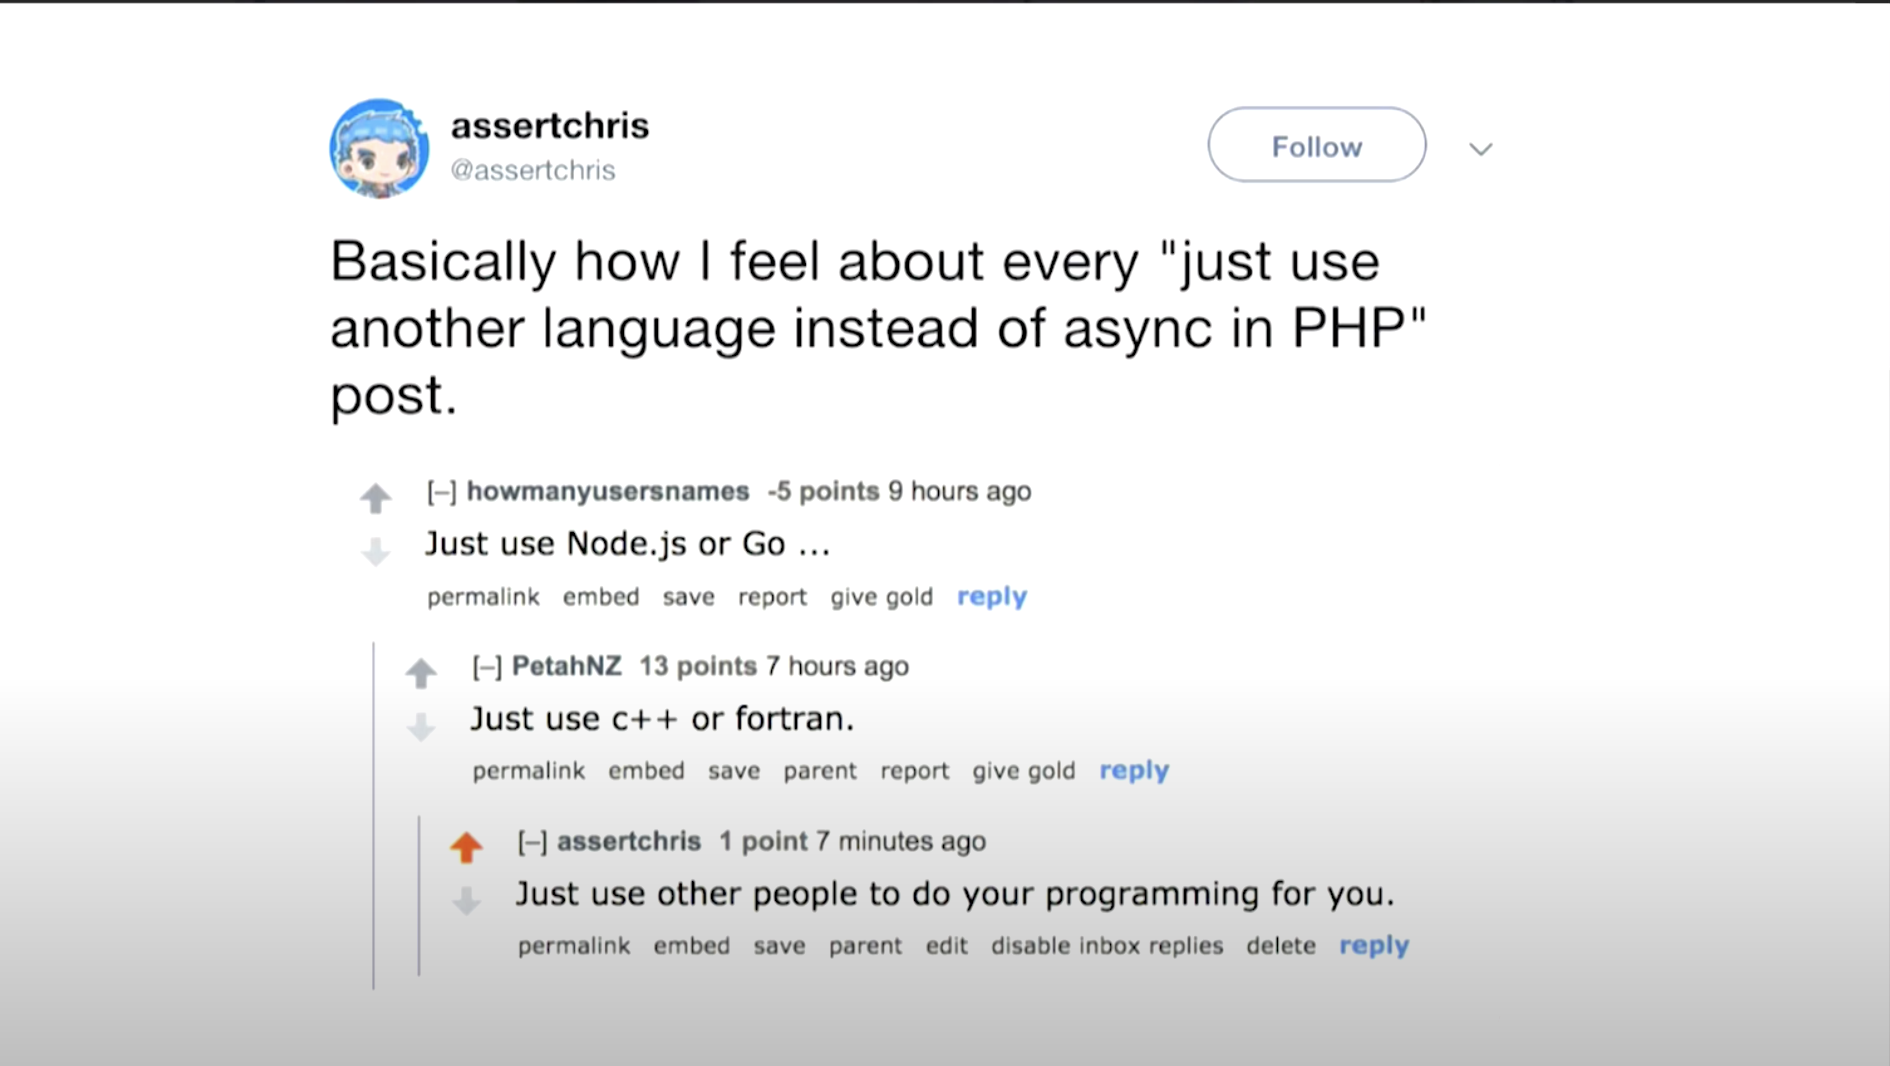 assertchris
@assertchris
Follow
Basically how I feel about every "just use
another language instead of async in PHP"
post.
[–] howmanyusersnames -5 points 9 hours ago
Just use Node.js or Go ...
permalink embed save report give gold reply
[–] PetahNZ 13 points 7 hours ago
Just use c++ or fortran.
permalink embed save parent report give gold reply
[–] assertchris 1 point 7 minutes ago
Just use other people to do your programming for you.
permalink embed save parent edit disable inbox replies delete reply